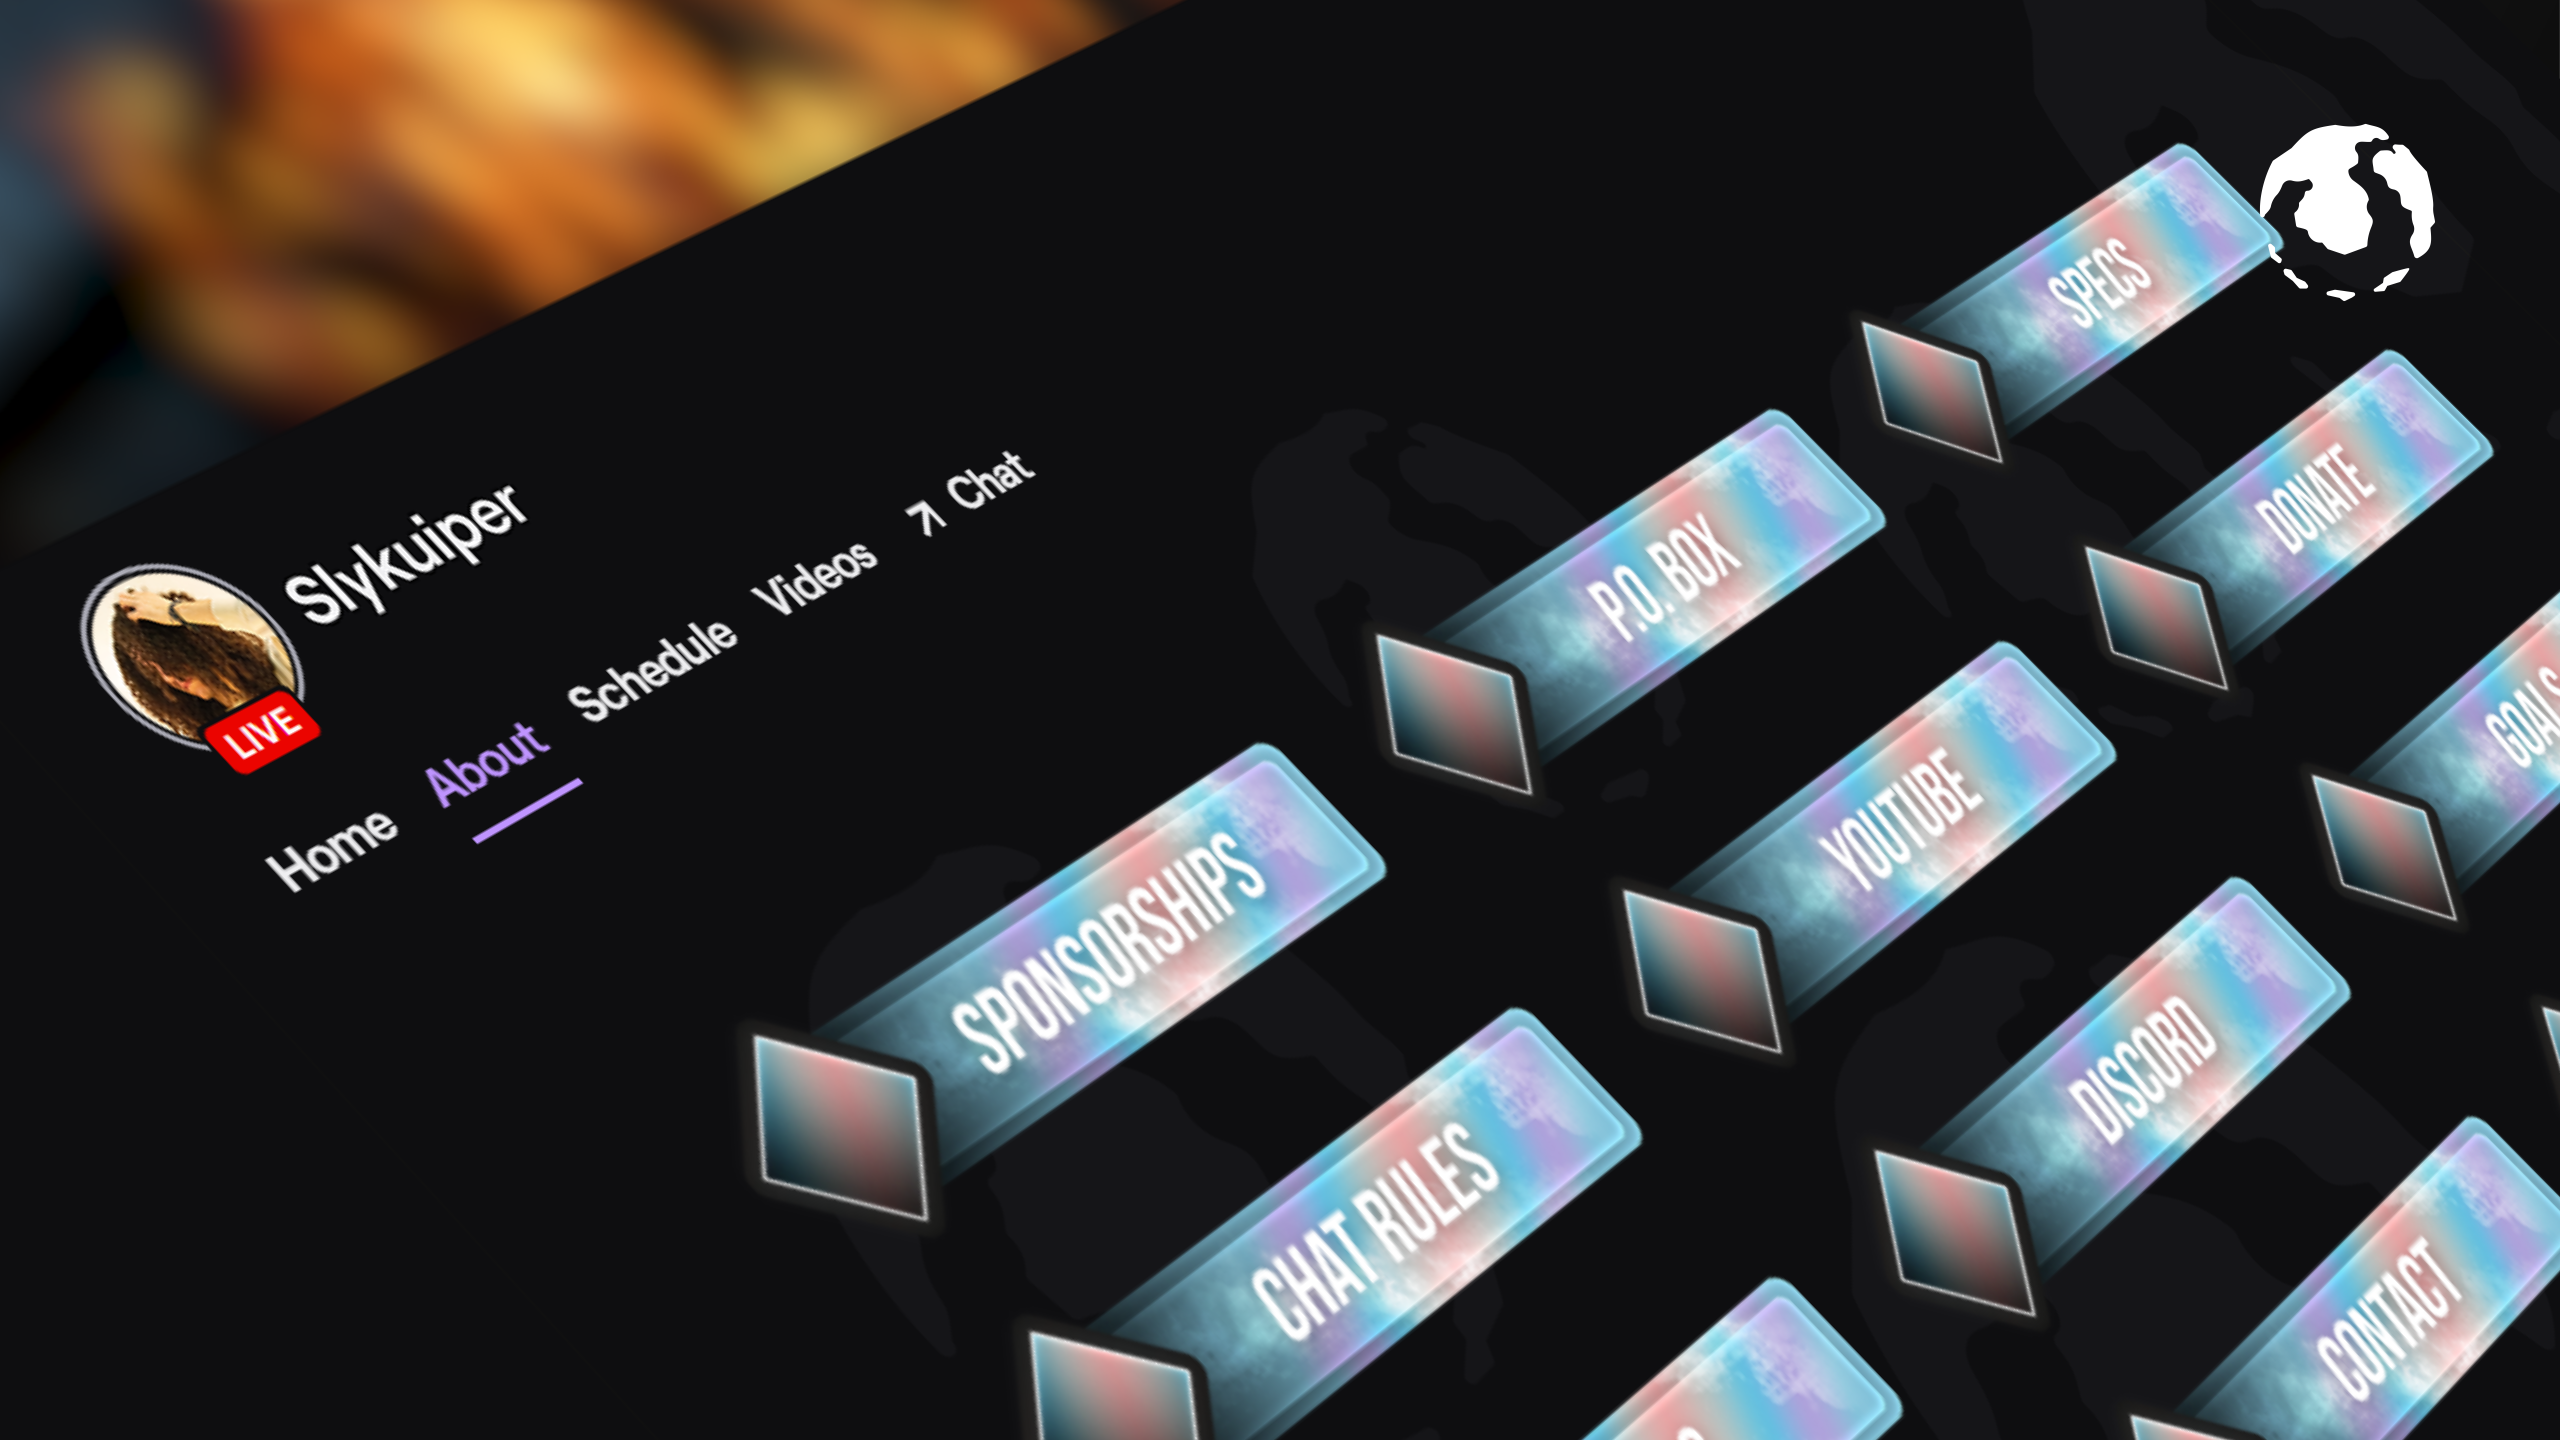 Slykuiper
LIVE
Home About Schedule Videos Chat
SPECS
P.O. BOX
DONATE
SPONSORSHIPS
YOUTUBE
GOALS
CHAT RULES
DISCORD
CONTACT